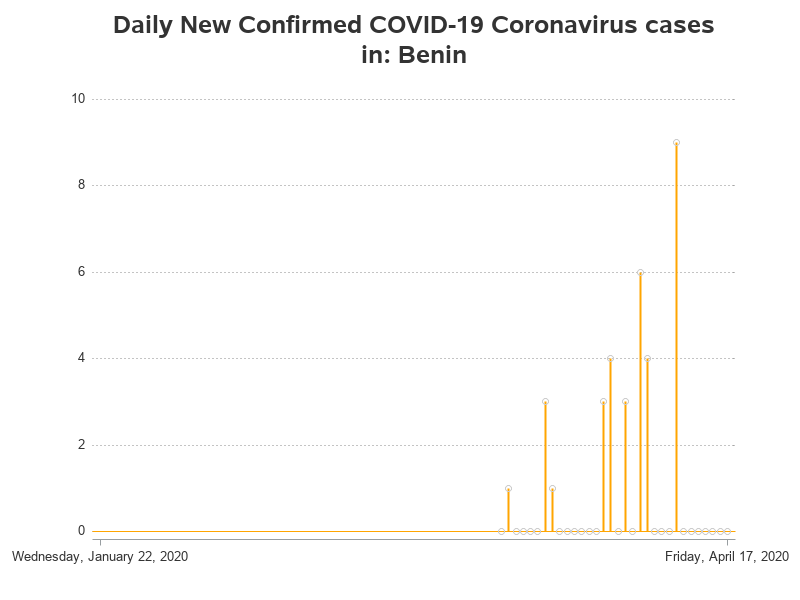 Daily New Confirmed COVID-19 Coronavirus cases
in: Benin
10
8
6
4
2
0
Wednesday, January 22, 2020
Friday, April 17, 2020